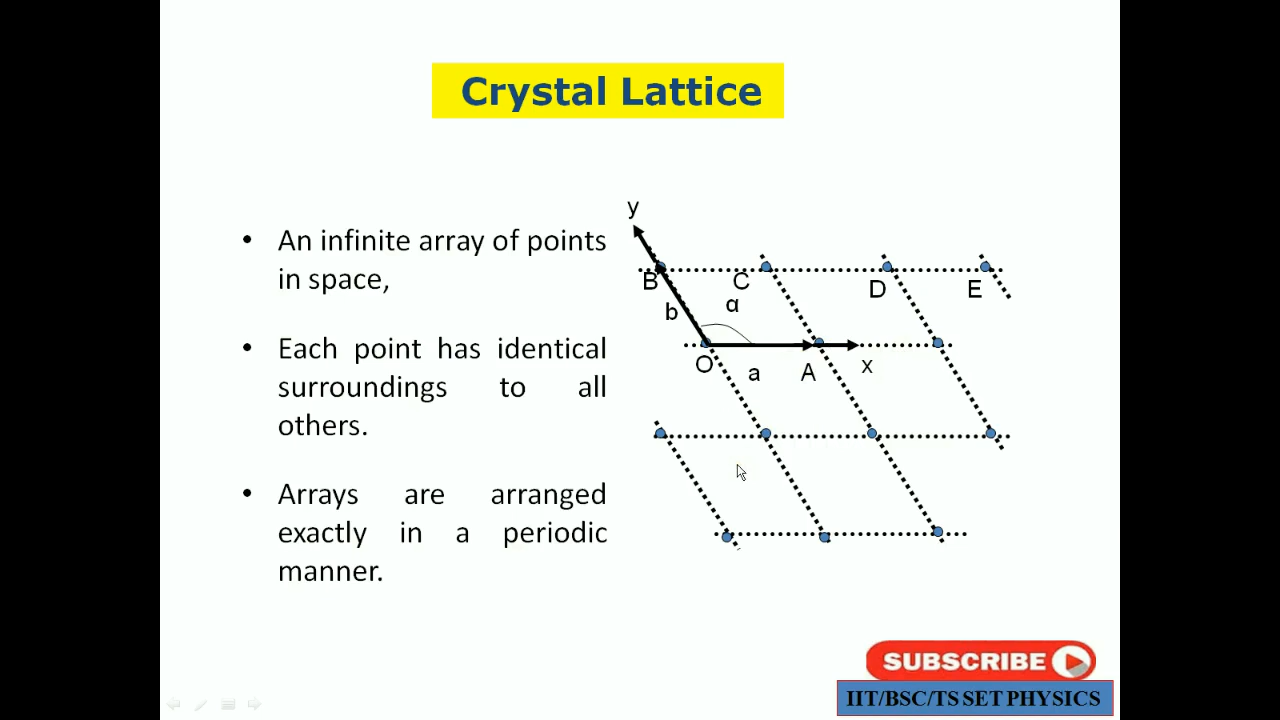 Crystal Lattice
• An infinite array of points
in space,
• Each point has identical
surroundings to all
others.
• Arrays are arranged
exactly in a periodic
manner.
y
B
C
D
E
b
α
O
a
A
x
SUBSCRIBE
IIT/BSC/TS SET PHYSICS